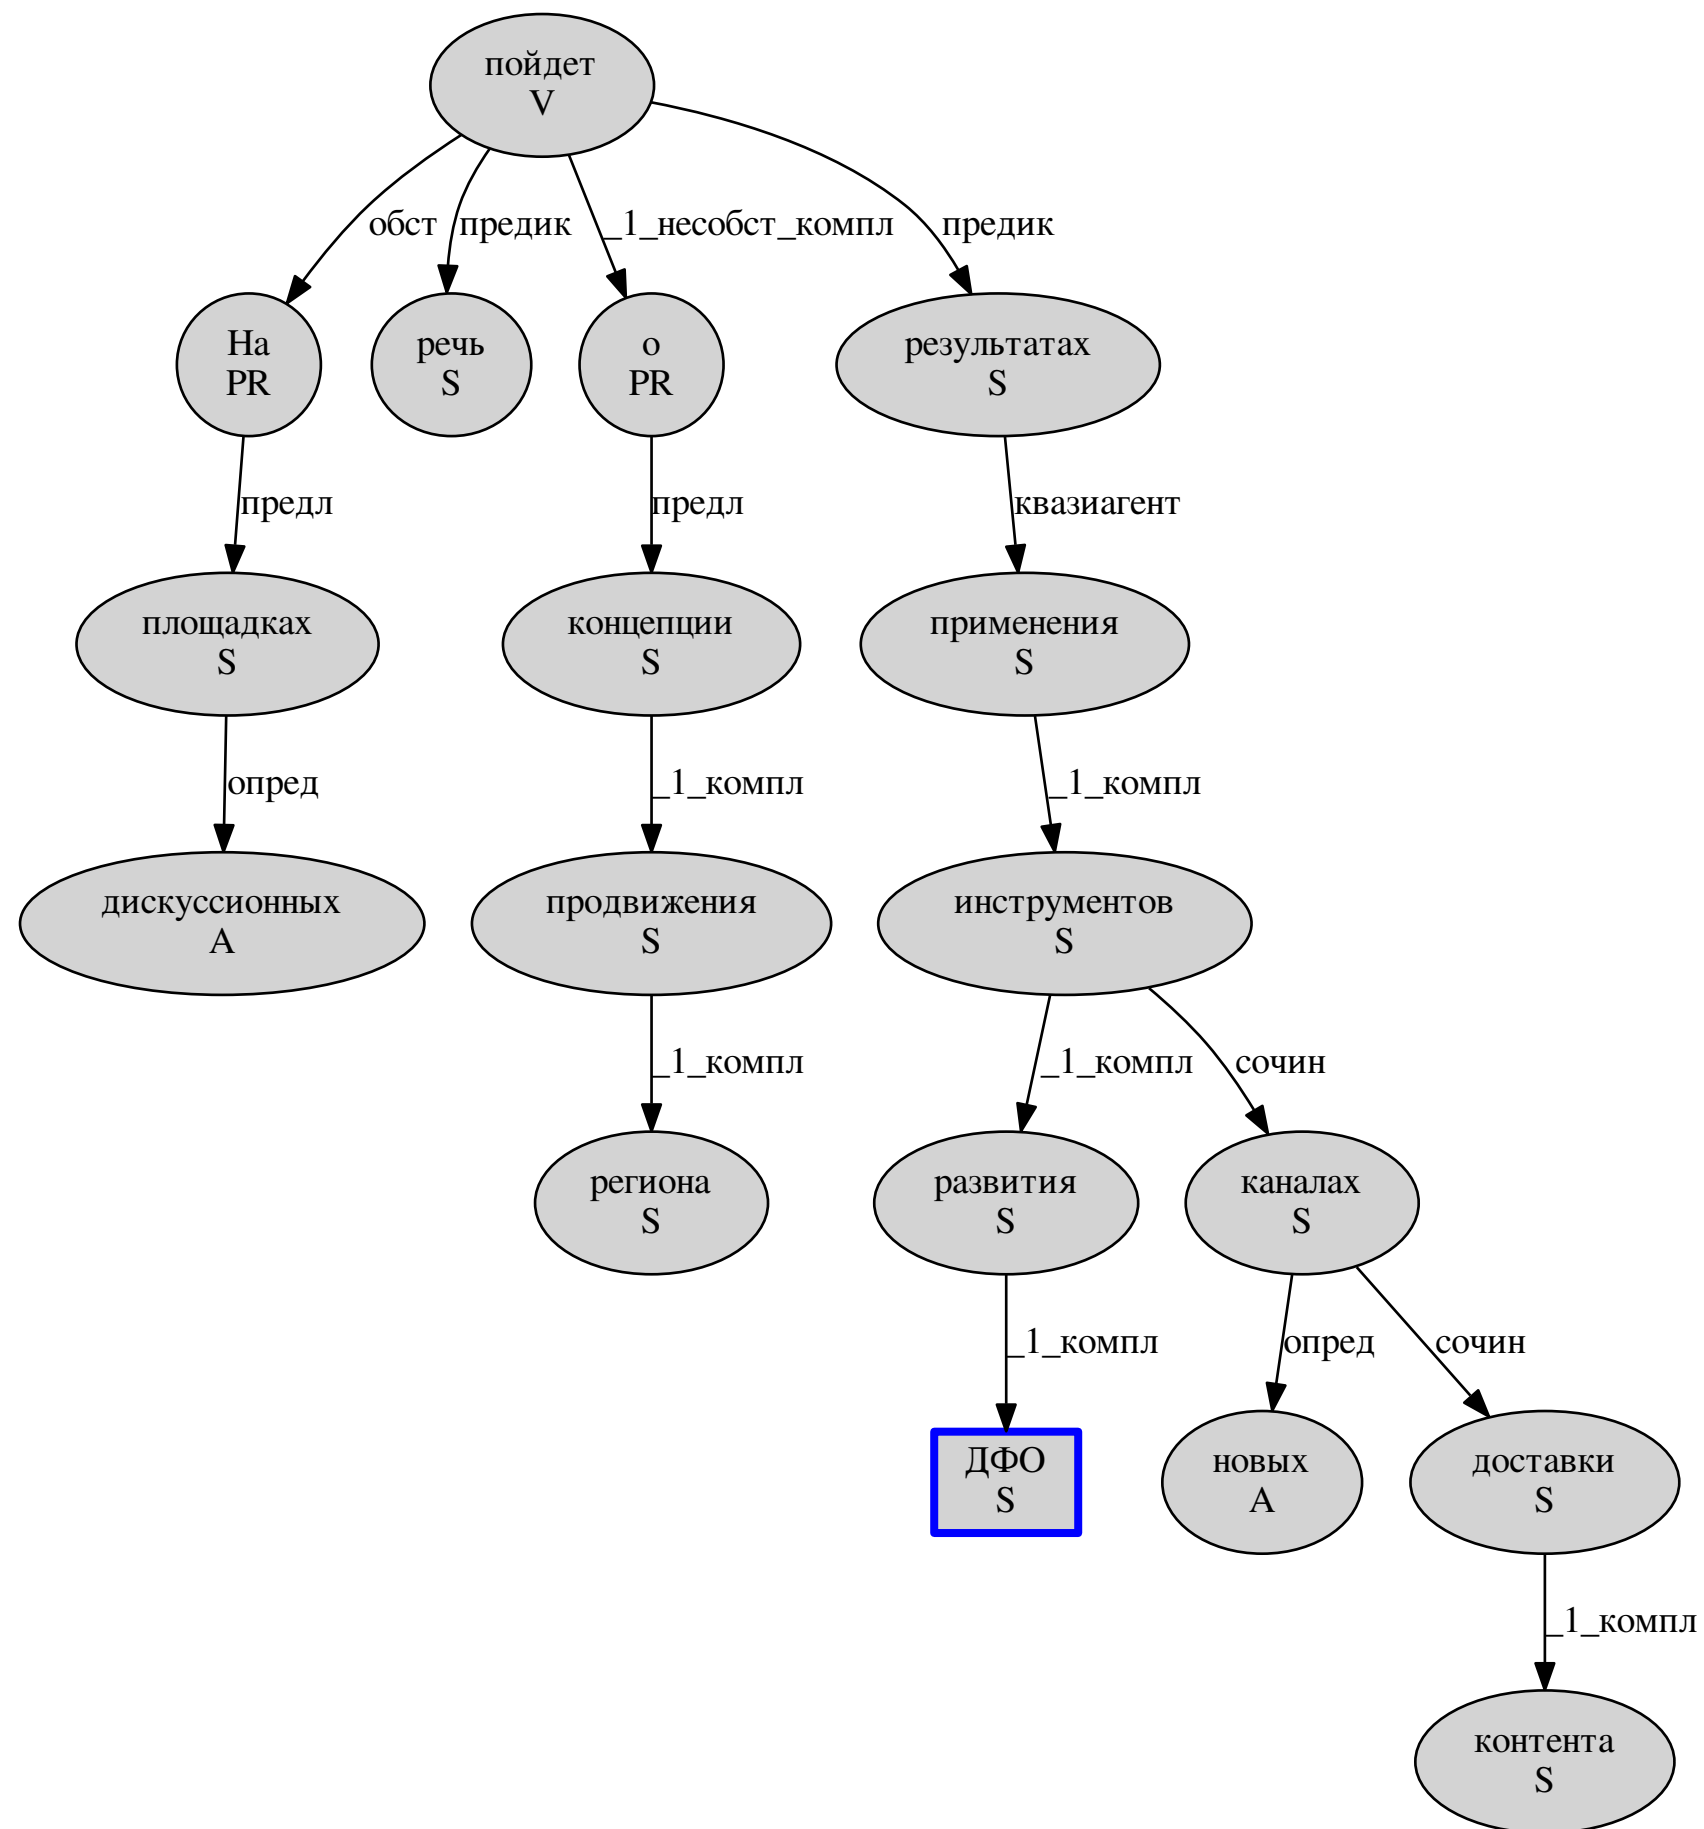 пойдет
V
обст
предик
_1_несобст_компл
предик
На
PR
речь
S
о
PR
результатах
S
предл
предл
квазиагент
площадках
S
концепции
S
применения
S
опред
_1_компл
_1_компл
дискуссионных
A
продвижения
S
инструментов
S
_1_компл
_1_компл
сочин
региона
S
развития
S
каналах
S
_1_компл
опред
сочин
ДФО
S
новых
A
доставки
S
_1_компл
контента
S